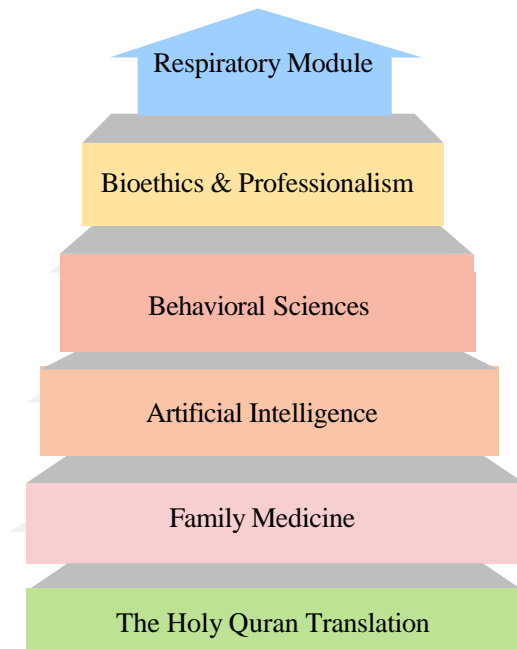 Respiratory Module
Bioethics & Professionalism
Behavioral Sciences
Artificial Intelligence
Family Medicine
The Holy Quran Translation